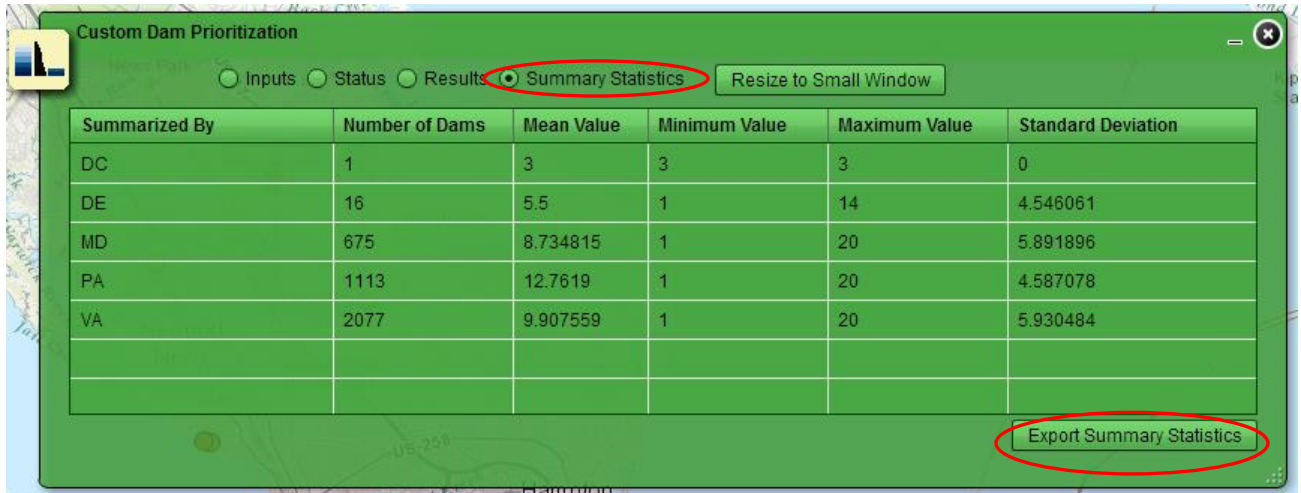 Custom Dam Prioritization
Inputs Status Results Summary Statistics Resize to Small Window
Summarized By Number of Dams Mean Value Minimum Value Maximum Value Standard Deviation
DC 1 3 3 3 0
DE 16 5.5 1 14 4.546061
MD 675 8.734815 1 20 5.891896
PA 1113 12.7619 1 20 4.587078
VA 2077 9.907559 1 20 5.930484
Export Summary Statistics
US-258
Hampton